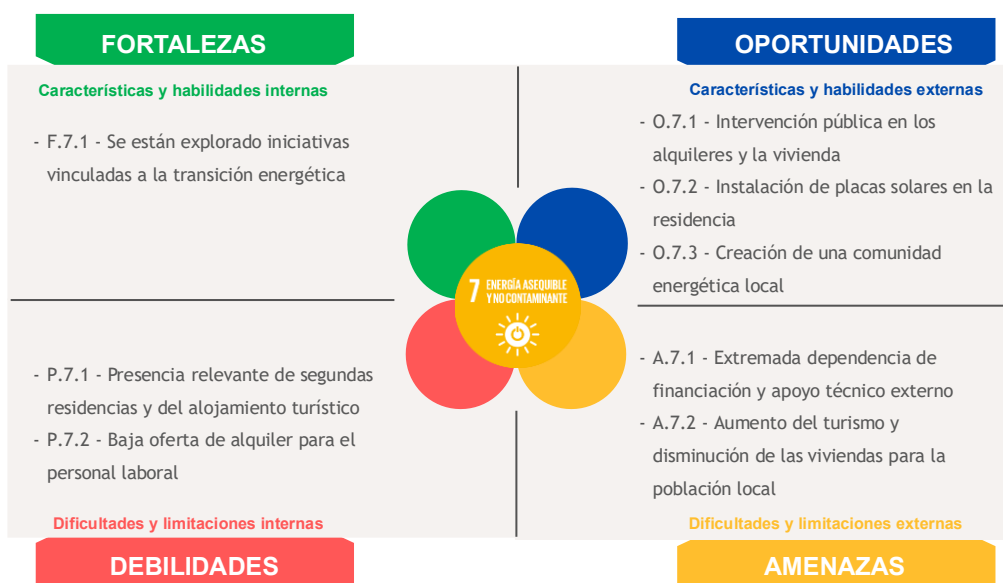 FORTALEZAS
Características y habilidades internas
- F.7.1 - Se están explorado iniciativas
vinculadas a la transición energética
OPORTUNIDADES
Características y habilidades externas
- O.7.1 - Intervención pública en los
alquileres y la vivienda
- O.7.2 - Instalación de placas solares en la
residencia
- O.7.3 - Creación de una comunidad
energética local
7 ENERGÍA ASEQUIBLE
Y NO CONTAMINANTE
- P.7.1 - Presencia relevante de segundas
residencias y del alojamiento turístico
- P.7.2 - Baja oferta de alquiler para el
personal laboral
Dificultades y limitaciones internas
DEBILIDADES
- A.7.1 - Extremada dependencia de
financiación y apoyo técnico externo
- A.7.2 - Aumento del turismo y
disminución de las viviendas para la
población local
Dificultades y limitaciones externas
AMENAZAS